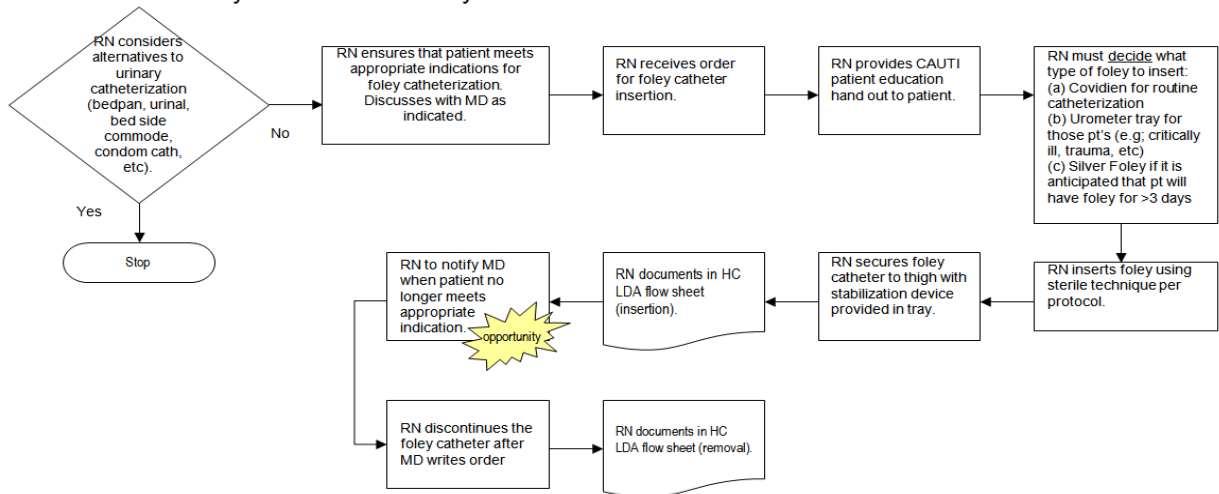 RN considers
alternatives to
urinary
catheterization
(bedpan, urinal,
bed side
commode,
condom cath,
etc).
No
Yes
Stop
RN ensures that patient meets
appropriate indications for
foley catheterization.
Discusses with MD as
indicated.
RN receives order
for foley catheter
insertion.
RN provides CAUTI
patient education
hand out to patient.
RN must decide what
type of foley to insert:
(a) Covidien for routine
catheterization
(b) Urometer tray for
those pt's (e.g; critically
ill, trauma, etc)
(c) Silver Foley if it is
anticipated that pt will
have foley for >3 days
RN inserts foley using
sterile technique per
protocol.
RN secures foley
catheter to thigh with
stabilization device
provided in tray.
RN documents in HC
LDA flow sheet
(insertion).
RN to notify MD
when patient no
longer meets
appropriate
indication.
opportunity
RN discontinues the
foley catheter after
MD writes order
RN documents in HC
LDA flow sheet (removal).